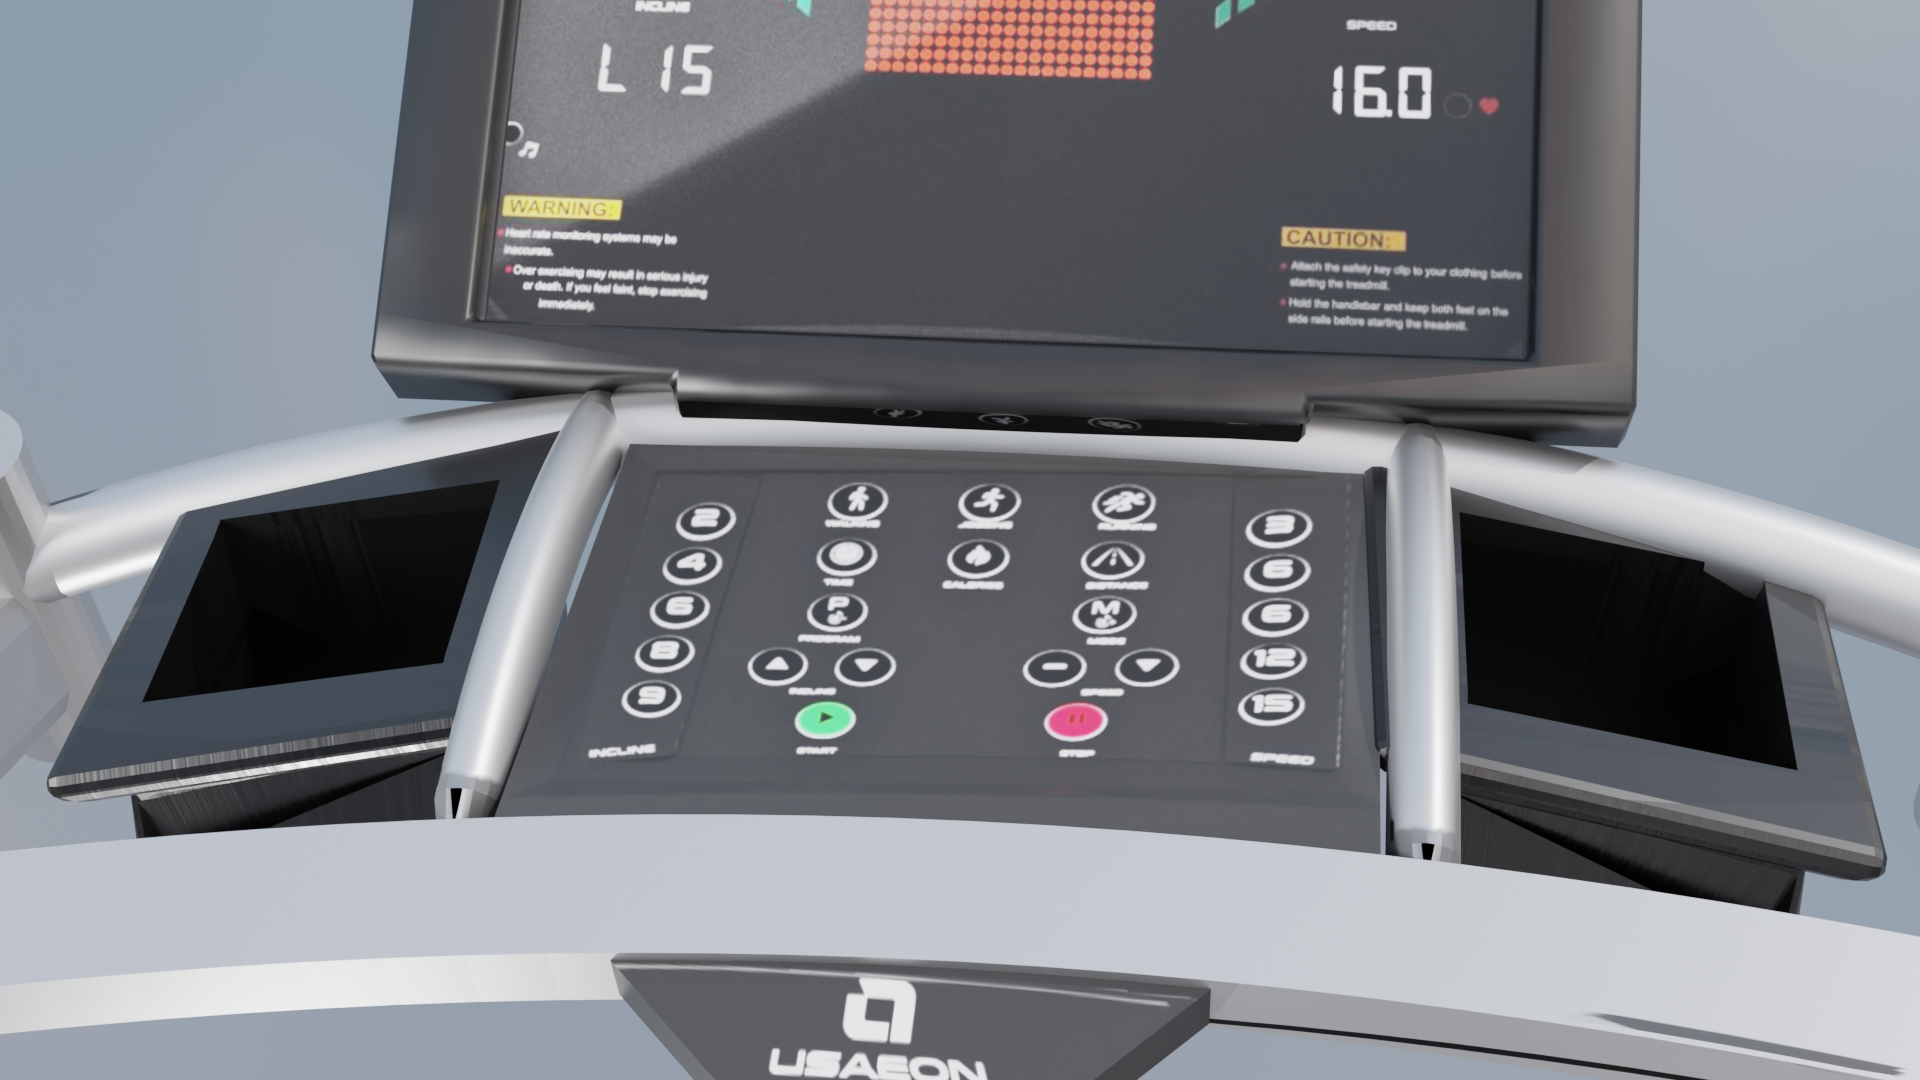 INCLINE
SPEED
L 15
16.0
WARNING:
Heart rate monitoring systems may be
inaccurate.
Over exercising may result in serious injury
or death. If you feel faint, stop exercising
immediately.
CAUTION:
Attach the safety key clip to your clothing before
starting the treadmill.
Hold the handlebar and keep both feet on the
side rails before starting the treadmill.
2
4
6
8
9
INCLINE
WALKING
JOGGING
RUNNING
TIME
CALORIES
DISTANCE
P
PROGRAM
M
MODE
INCLINE
SPEED
START
STOP
3
6
6
12
15
SPEED
USAEON